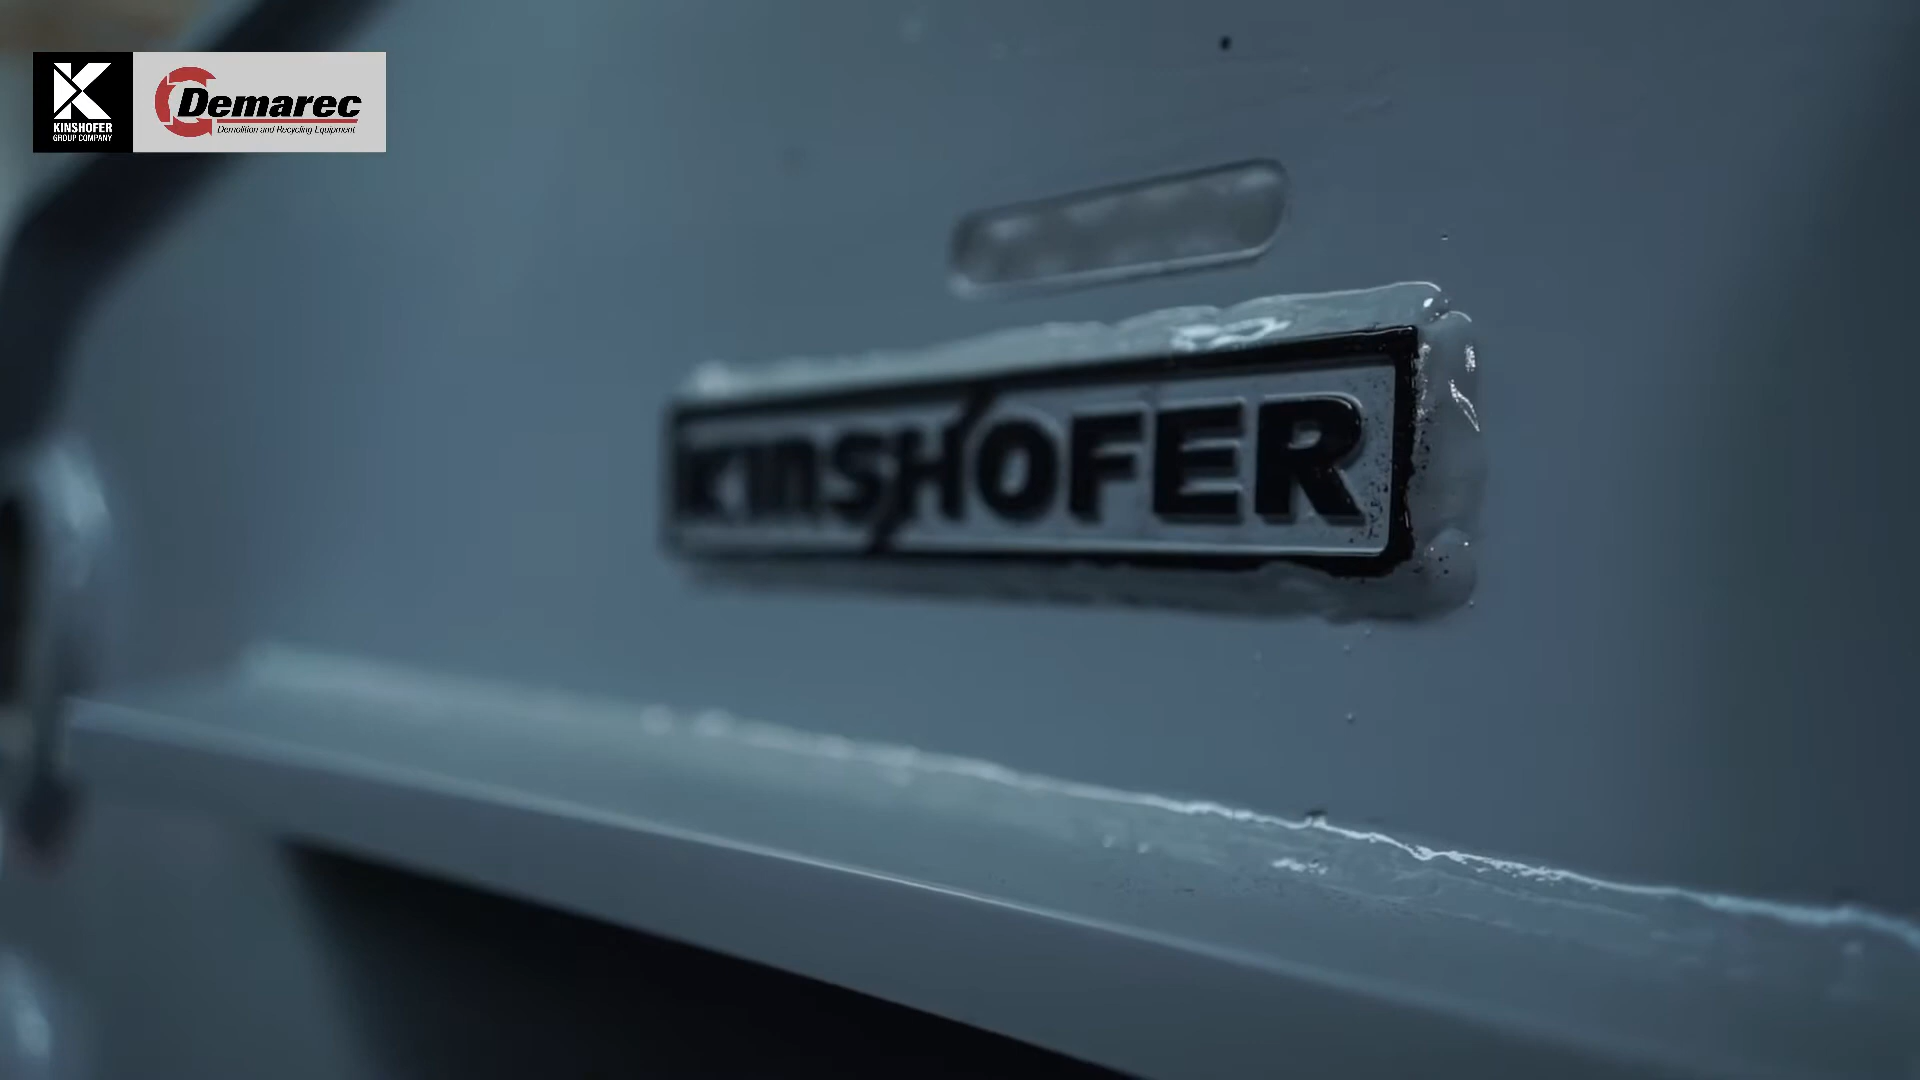 KINSHOFER
GROUP COMPANY
Demarec
Demolition and Recycling Equipment
KINSHOFER